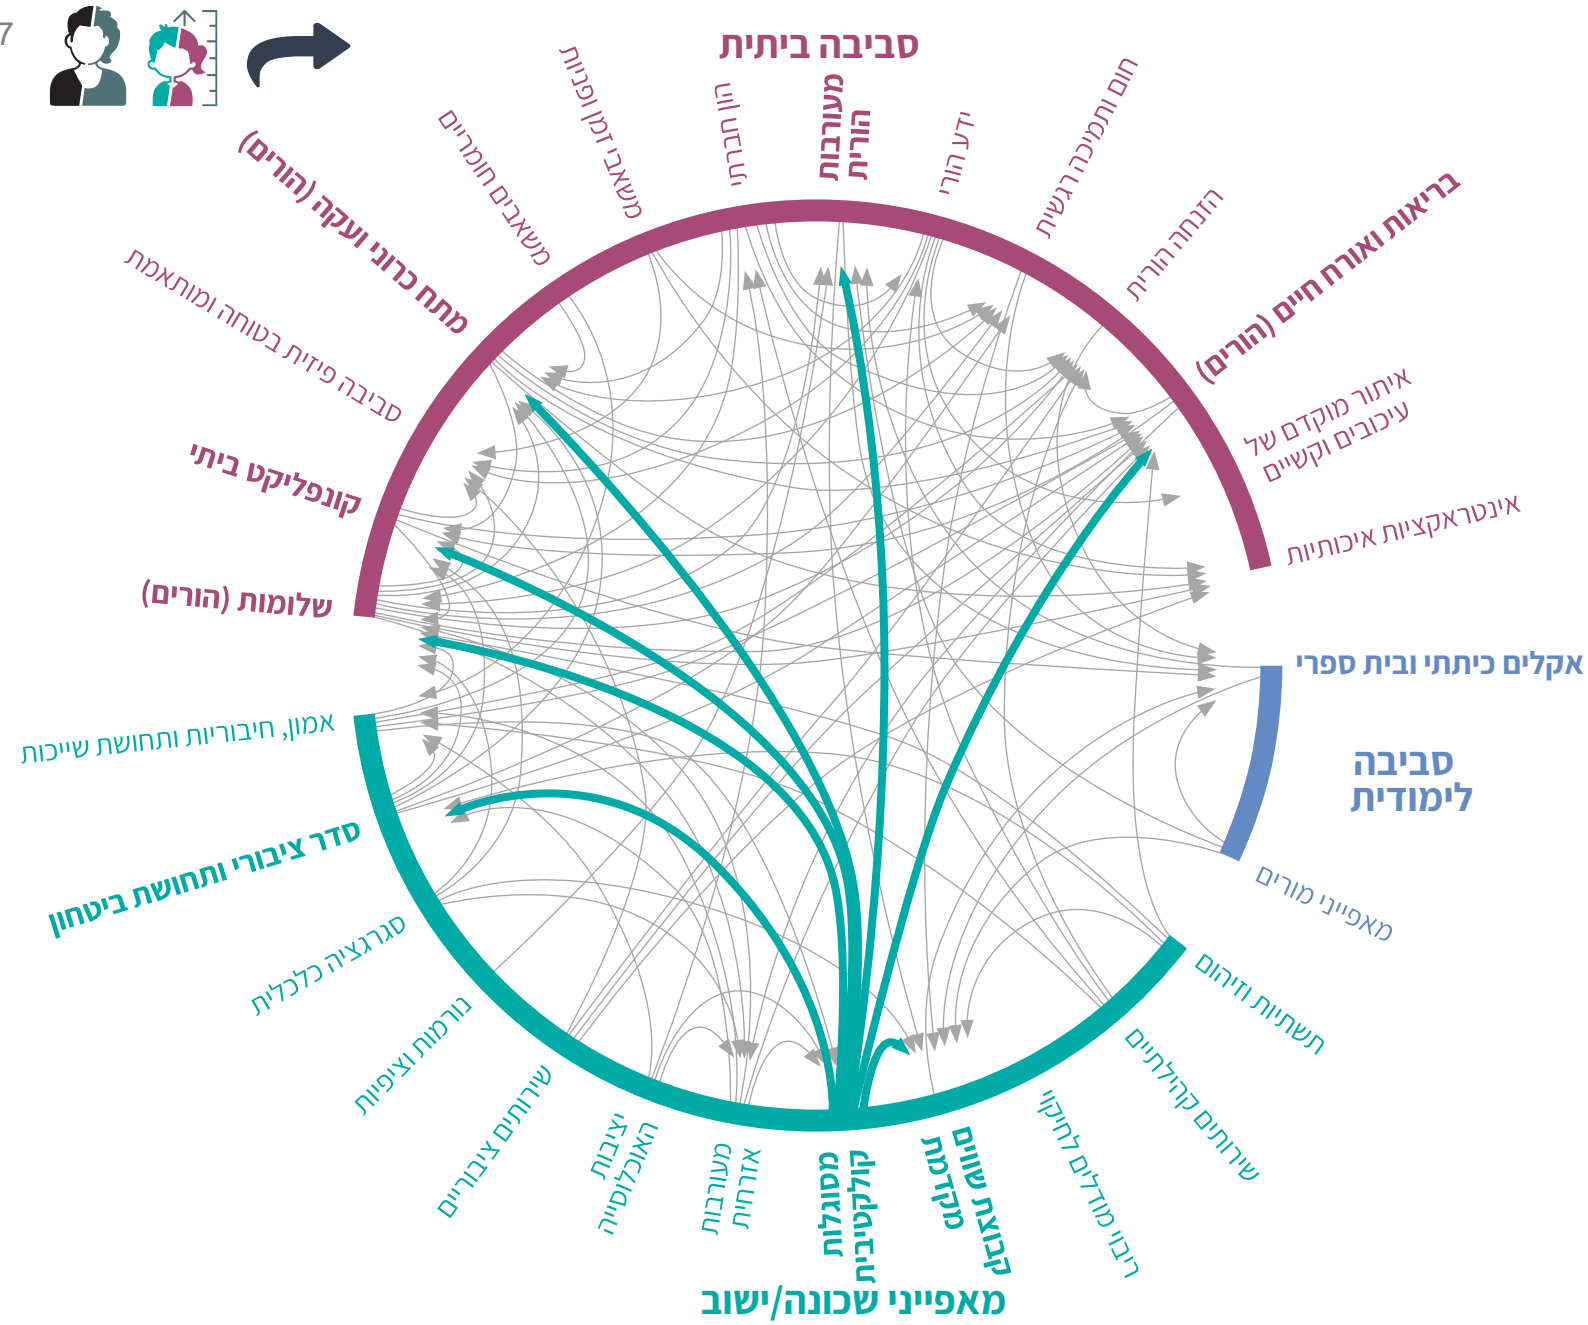 7
סביבה ביתית
מעורבות
הורית
ידע הורי
חום ותמיכה רגשית
הזנחה הורית
בריאות ואורח חיים (הורים)
איתור מוקדם של
עיכובים וקשיים
אינטראקציות איכותיות
אקלים כיתתי ובית ספרי
סביבה
לימודית
מאפייני מורים
תשתיות וזיהום
שירותים קהילתיים
ריבוי מודלים לחיקוי
קבוצת שווים
מקדמת
מסוגלות
קולקטיבית
מאפייני שכונה/ישוב
מעורבות
אזרחית
יציבות
האוכלוסייה
שירותים ציבוריים
נורמות וציפיות
סגרגציה כלכלית
סדר ציבורי ותחושת ביטחון
אמון, חיבוריות ותחושת שייכות
שלומות (הורים)
קונפליקט ביתי
סביבה פיזית בטוחה ומותאמת
מתח כרוני ועקה (הורים)
משאבים חומריים
משאבי זמן ופניות